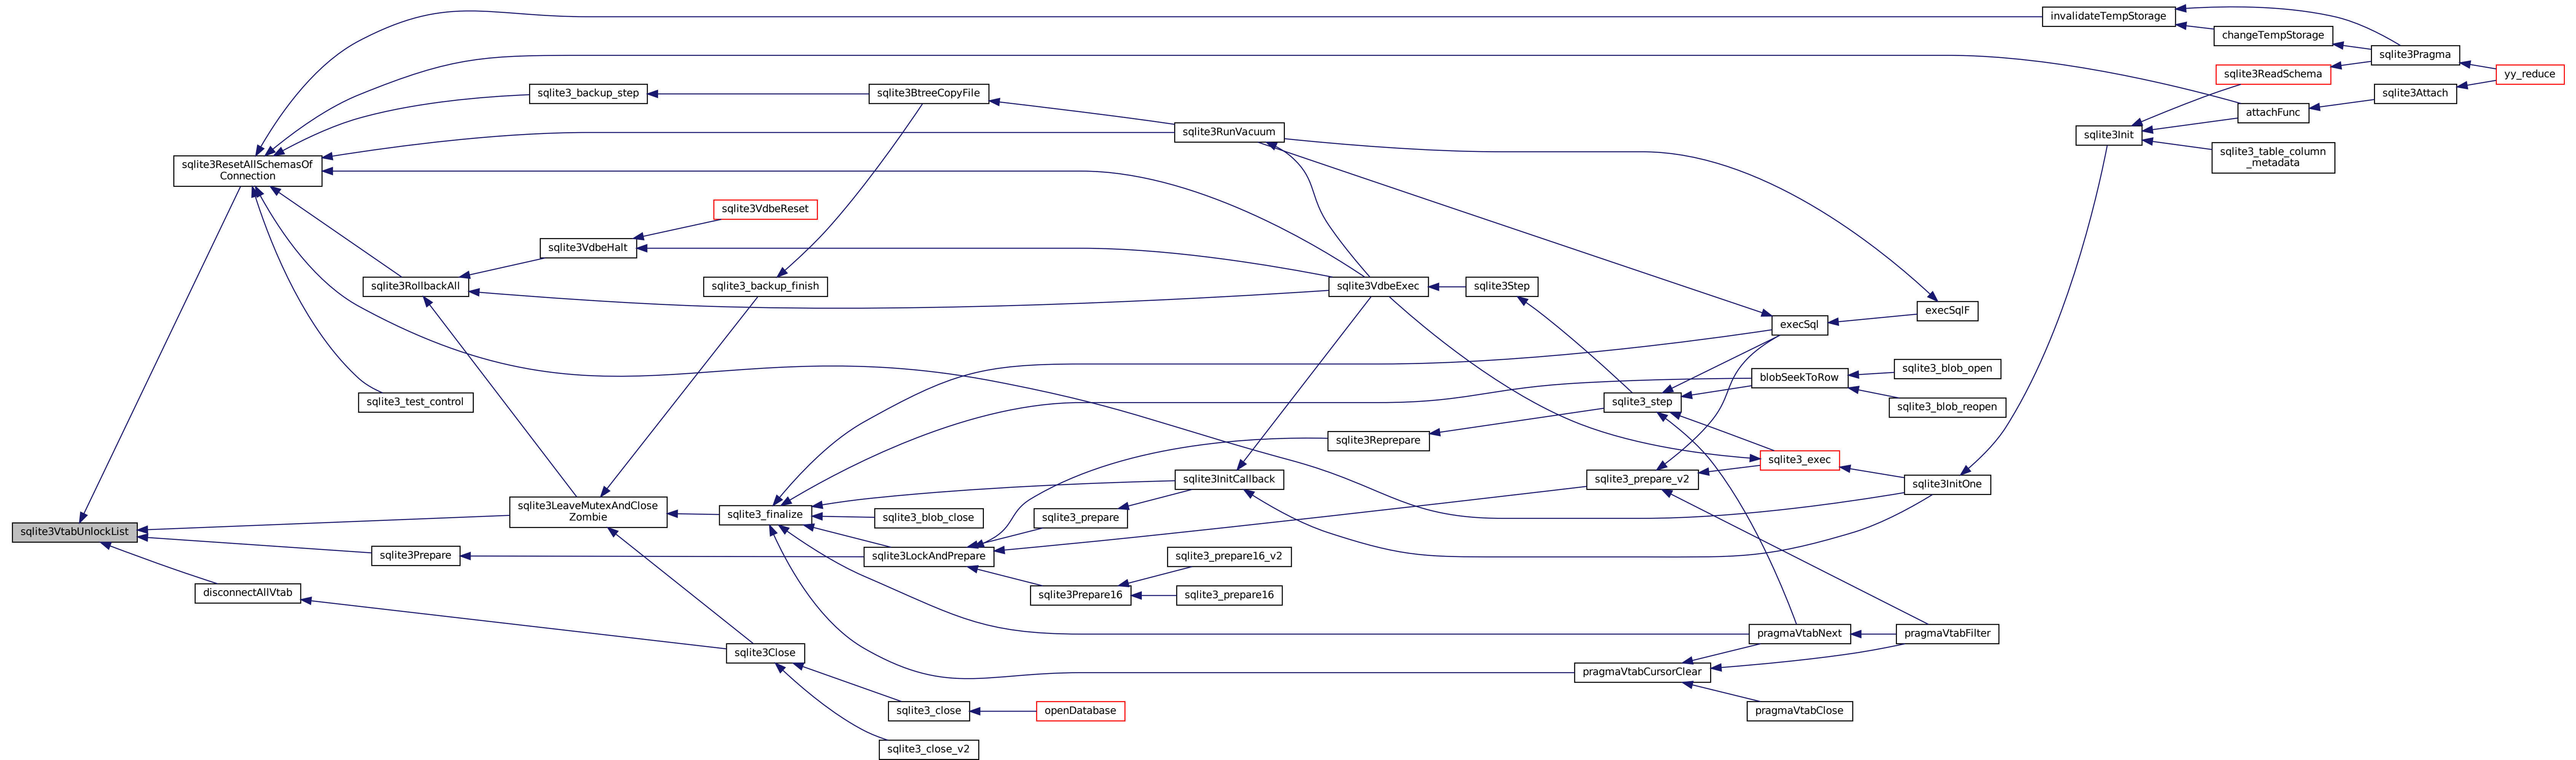 sqlite3VtabUnlockList
sqlite3ResetAllSchemasOf
Connection
sqlite3LeaveMutexAndClose
Zombie
sqlite3Prepare
disconnectAllVtab
sqlite3RollbackAll
sqlite3_test_control
sqlite3_backup_step
sqlite3VdbeHalt
sqlite3VdbeReset
sqlite3_backup_finish
sqlite3_finalize
sqlite3Close
sqlite3BtreeCopyFile
sqlite3_blob_close
sqlite3LockAndPrepare
sqlite3_close
sqlite3_close_v2
sqlite3_prepare
sqlite3Prepare16
openDatabase
sqlite3RunVacuum
sqlite3InitCallback
sqlite3_prepare16_v2
sqlite3_prepare16
sqlite3VdbeExec
sqlite3Reprepare
sqlite3Step
sqlite3_step
sqlite3_prepare_v2
pragmaVtabCursorClear
execSql
blobSeekToRow
sqlite3_exec
pragmaVtabNext
pragmaVtabClose
execSqlF
sqlite3_blob_open
sqlite3_blob_reopen
sqlite3InitOne
pragmaVtabFilter
invalidateTempStorage
sqlite3Init
changeTempStorage
sqlite3ReadSchema
attachFunc
sqlite3_table_column
_metadata
sqlite3Pragma
sqlite3Attach
yy_reduce